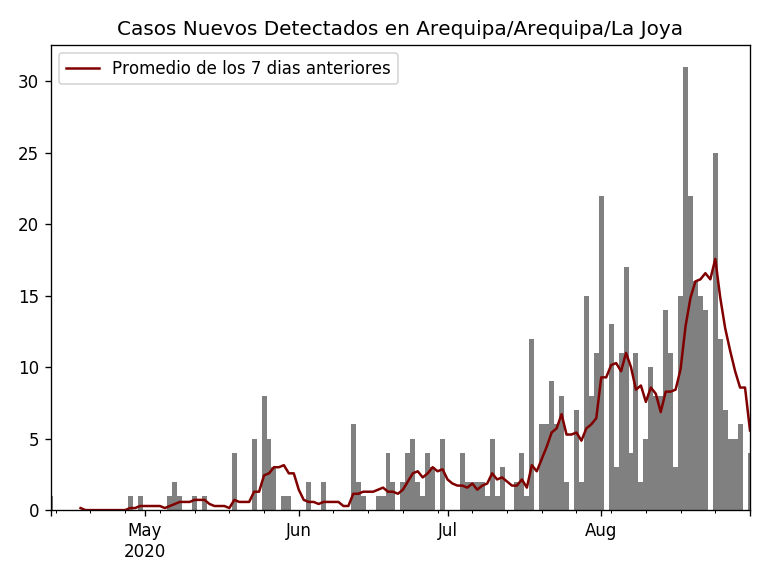 Casos Nuevos Detectados en Arequipa/Arequipa/La Joya
Promedio de los 7 dias anteriores
30
25
20
15
10
5
0
May
2020
Jun
Jul
Aug